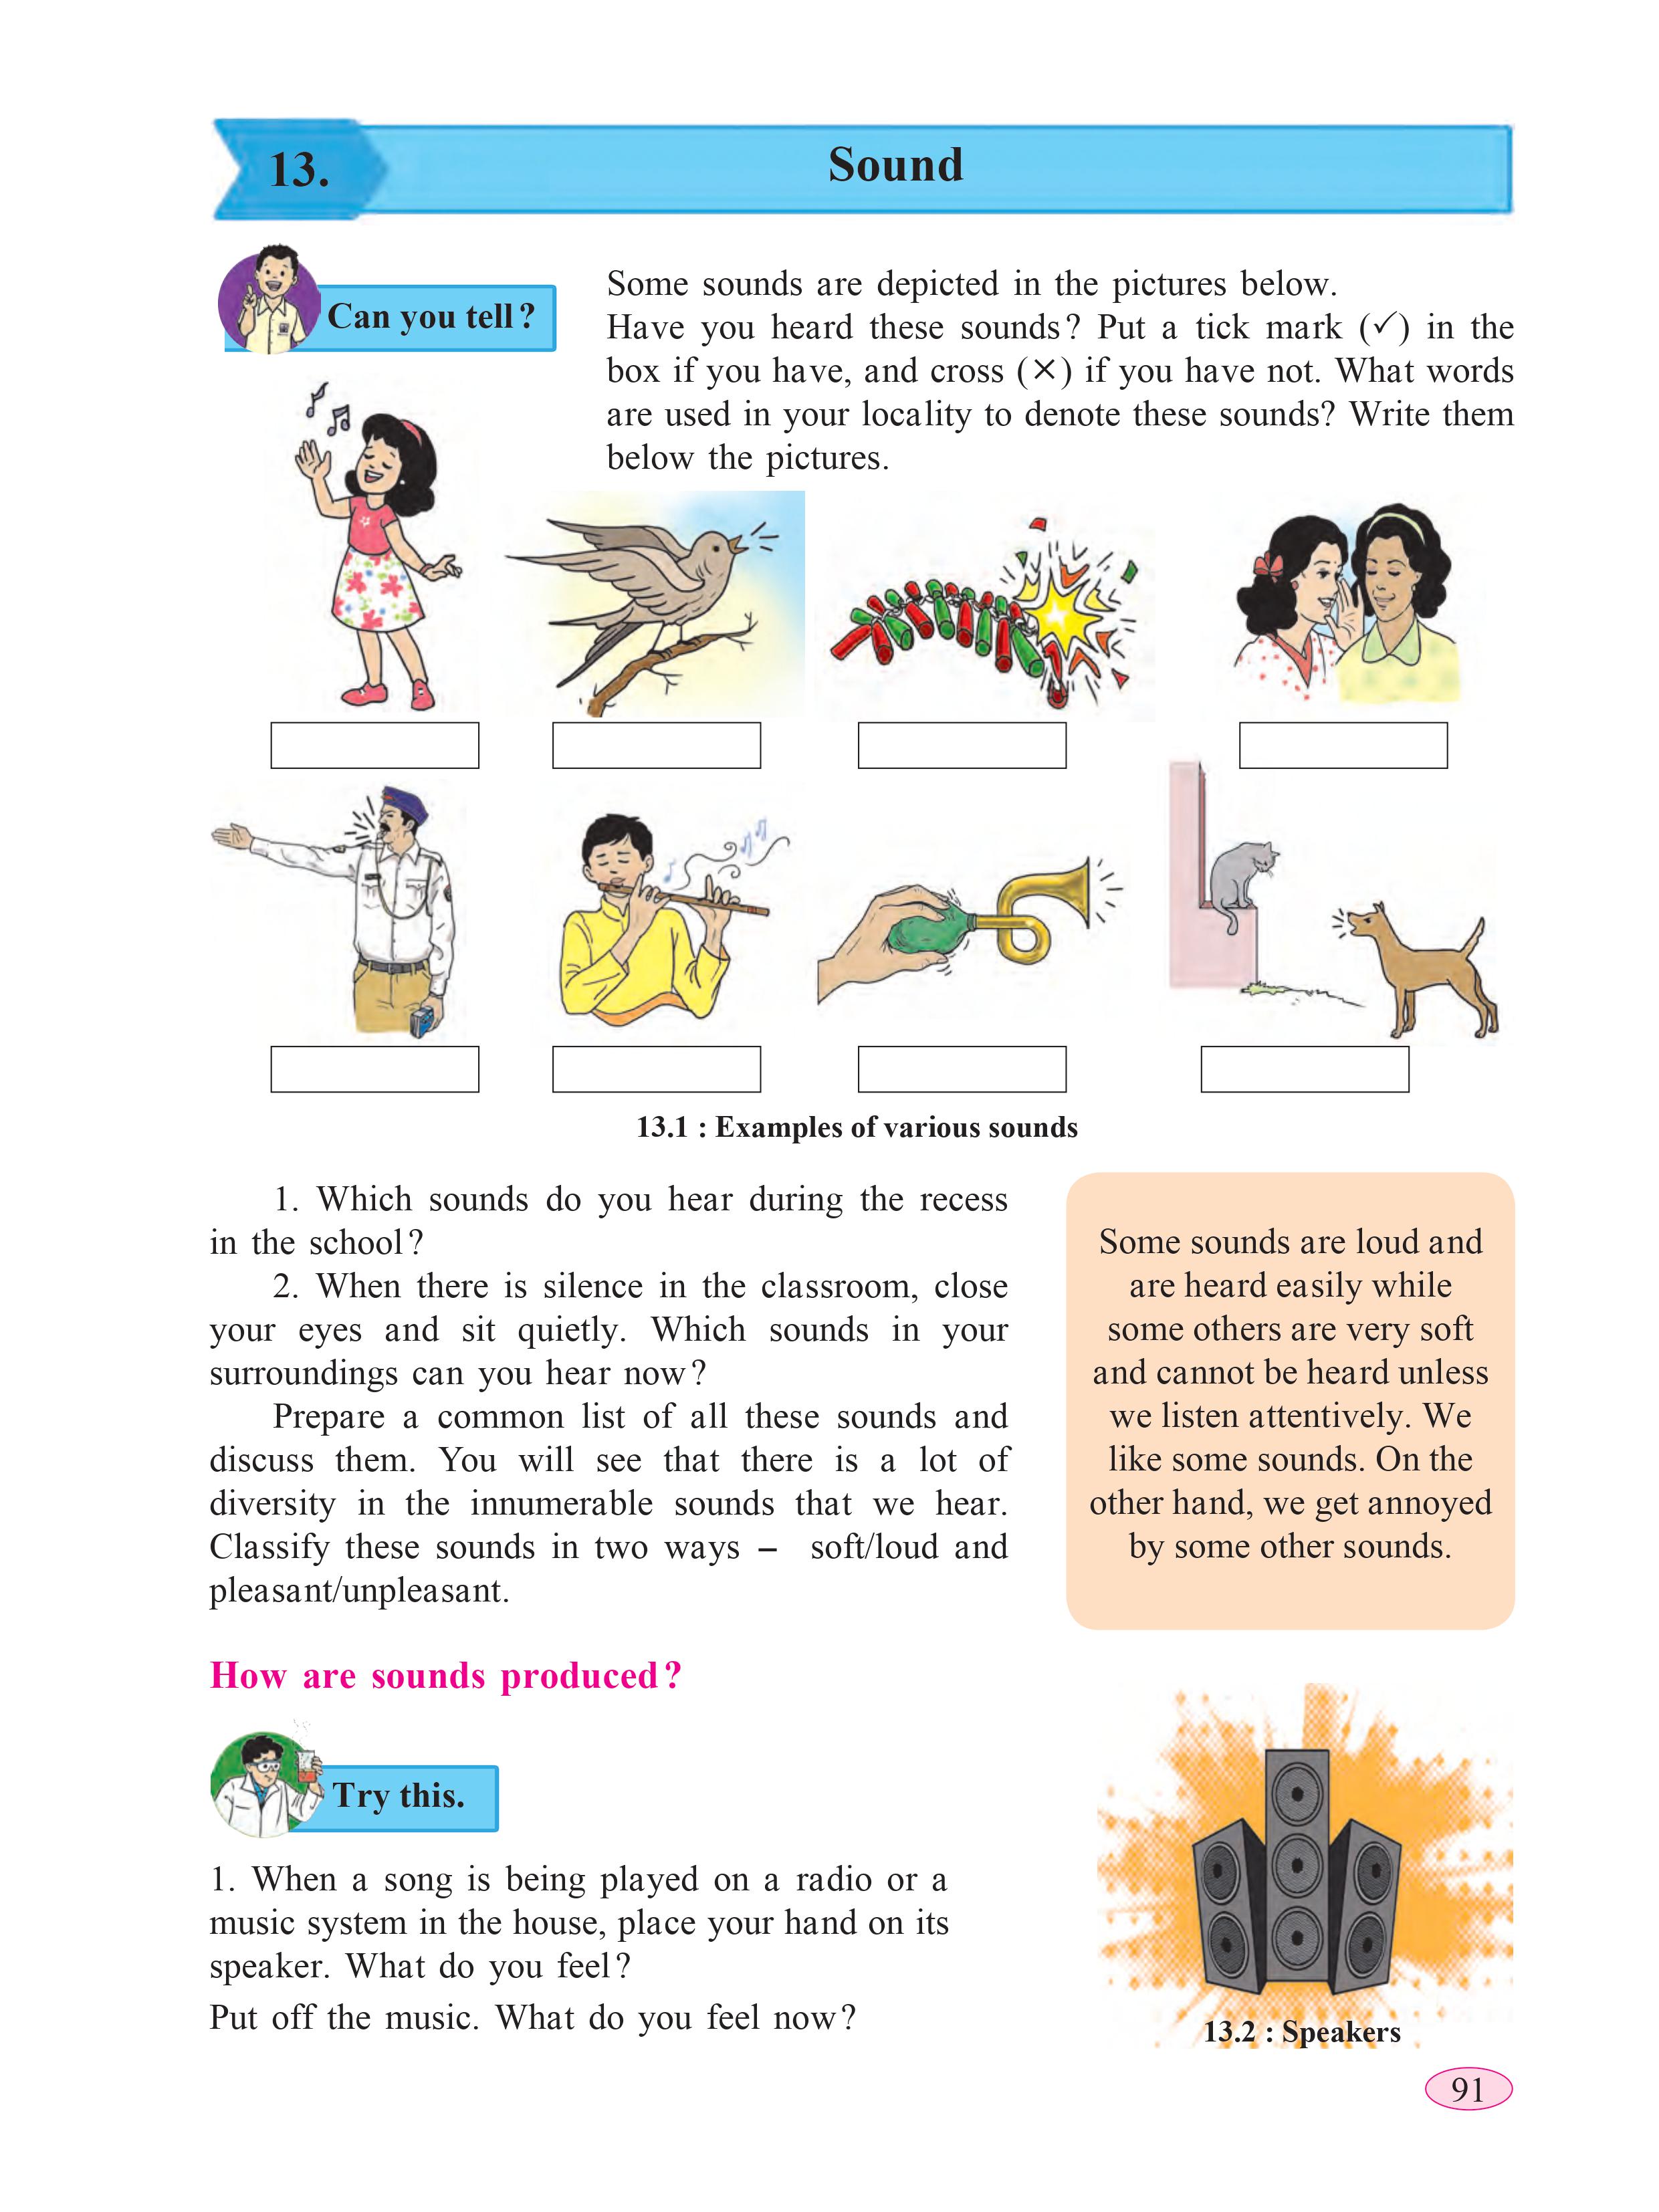 13.
Sound
Can you tell?
Some sounds are depicted in the pictures below.
Have you heard these sounds? Put a tick mark (✓) in the
box if you have, and cross (×) if you have not. What words
are used in your locality to denote these sounds? Write them
below the pictures.
13.1 : Examples of various sounds
1. Which sounds do you hear during the recess
in the school?
2. When there is silence in the classroom, close
your eyes and sit quietly. Which sounds in your
surroundings can you hear now?
Prepare a common list of all these sounds and
discuss them. You will see that there is a lot of
diversity in the innumerable sounds that we hear.
Classify these sounds in two ways – soft/loud and
pleasant/unpleasant.
Some sounds are loud and
are heard easily while
some others are very soft
and cannot be heard unless
we listen attentively. We
like some sounds. On the
other hand, we get annoyed
by some other sounds.
How are sounds produced?
Try this.
1. When a song is being played on a radio or a
music system in the house, place your hand on its
speaker. What do you feel?
Put off the music. What do you feel now?
13.2 : Speakers
91